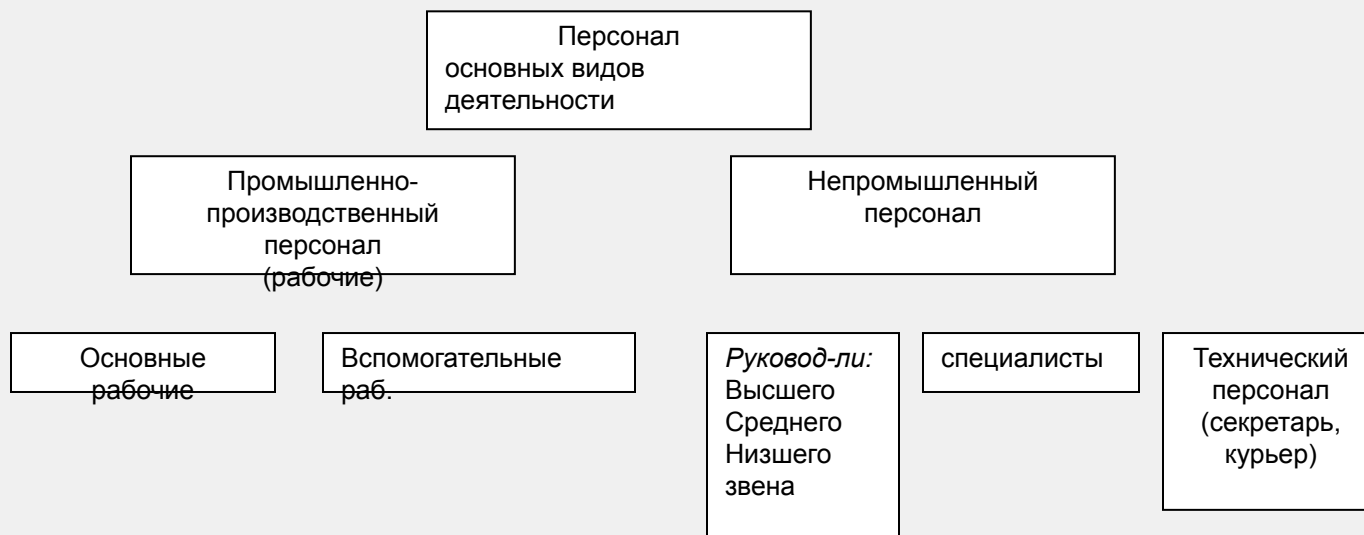 Персонал
основных видов
деятельности
Промышленно-
производственный
персонал
(рабочие)
Непромышленный
персонал
Основные
рабочие
Вспомогательные
раб.
Руковод-ли:
Высшего
Среднего
Низшего
звена
специалисты
Технический
персонал
(секретарь,
курьер)